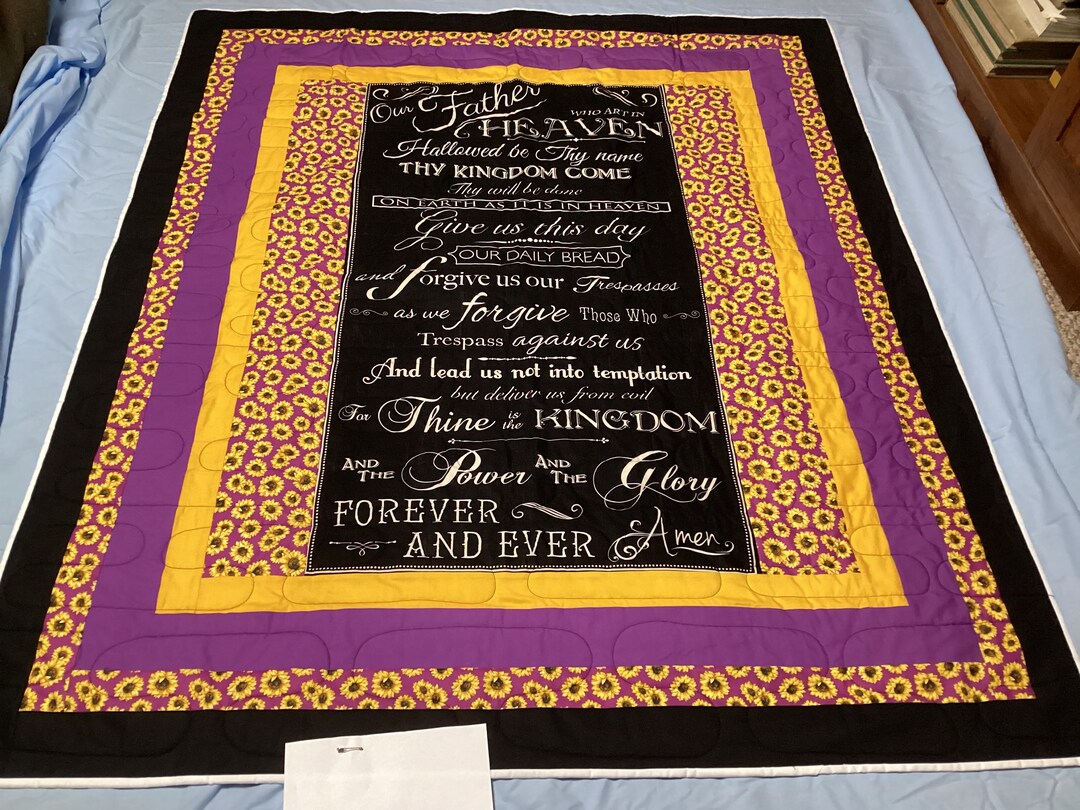 Our Father
WHO ART IN
HEAVEN
Hallowed be Thy name
THY KINGDOM COME
Thy will be done
ON EARTH AS IT IS IN HEAVEN
Give us this day
OUR DAILY BREAD
and forgive us our Trespasses
as we forgive Those Who
Trespass against us
And lead us not into temptation
but deliver us from evil
For Thine is the KINGDOM
AND THE Power AND THE Glory
FOREVER
AND EVER Amen